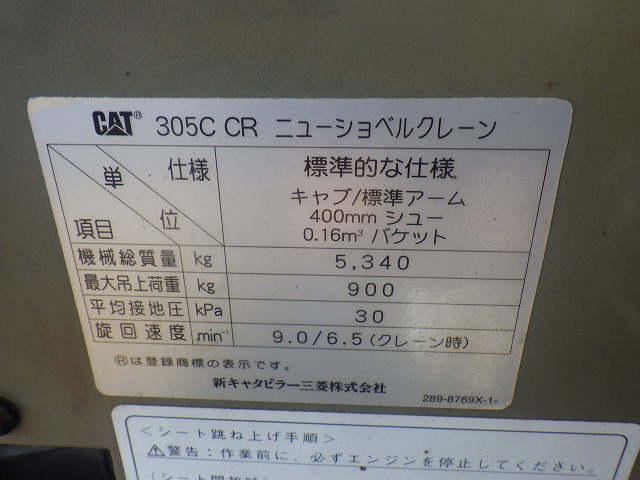 CAT® 305C CR ニューショベルクレーン
仕様
単
位
項目
標準的な仕様
キャブ/標準アーム
400mm シュー
0.16m³ バケット
機械総質量 kg 5,340
最大吊上荷重 kg 900
平均接地圧 kPa 30
旋回速度 min⁻¹ 9.0/6.5(クレーン時)
®は登録商標の表示です。
新キャタピラー三菱株式会社
289-8769X-1-
<シート跳ね上げ手順>
⚠警告:作業前に、必ずエンジンを停止してください。